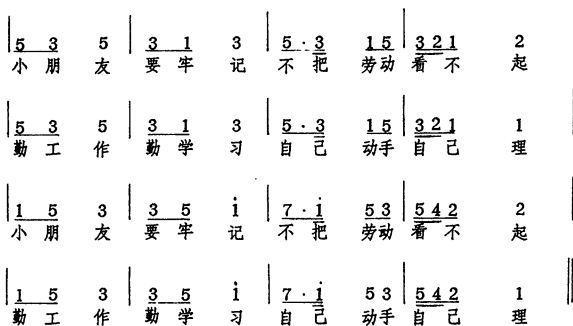 5 3 5 | 3 1 3 | 5 · 3 1 5 | 3 2 1 2
小 朋 友 要 牢 记 不 把 劳动 看 不 起
5 3 5 | 3 1 3 | 5 · 3 1 5 | 3 2 1 1
勤 工 作 勤 学 习 自 己 动手 自 己 理
1 5 3 | 3 5 i | 7 · i 5 3 | 5 4 2 2
小 朋 友 要 牢 记 不 把 劳动 看 不 起
1 5 3 | 3 5 i | 7 · i 5 3 | 5 4 2 1
勤 工 作 勤 学 习 自 己 动手 自 己 理